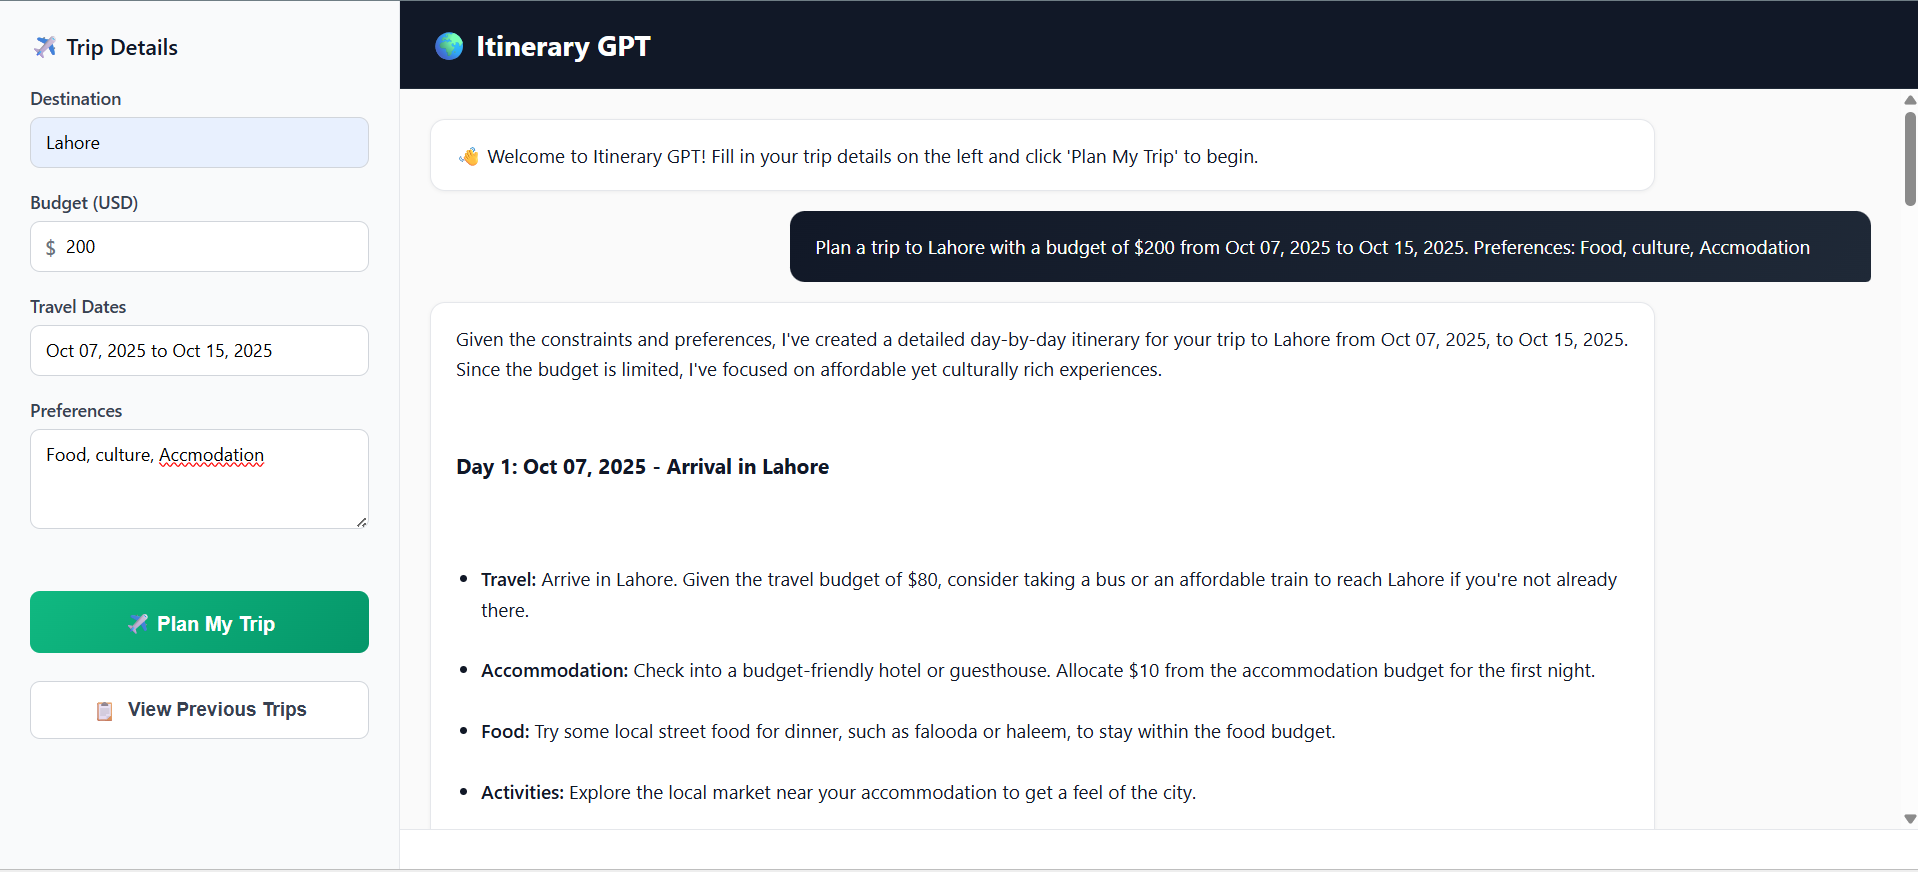 Trip Details
Destination
Lahore
Budget (USD)
$ 200
Travel Dates
Oct 07, 2025 to Oct 15, 2025
Preferences
Food, culture, Accmodation
Plan My Trip
View Previous Trips
Itinerary GPT
Welcome to Itinerary GPT! Fill in your trip details on the left and click 'Plan My Trip' to begin.
Plan a trip to Lahore with a budget of $200 from Oct 07, 2025 to Oct 15, 2025. Preferences: Food, culture, Accmodation
Given the constraints and preferences, I've created a detailed day-by-day itinerary for your trip to Lahore from Oct 07, 2025, to Oct 15, 2025.
Since the budget is limited, I've focused on affordable yet culturally rich experiences.
Day 1: Oct 07, 2025 - Arrival in Lahore
• Travel: Arrive in Lahore. Given the travel budget of $80, consider taking a bus or an affordable train to reach Lahore if you're not already
there.
• Accommodation: Check into a budget-friendly hotel or guesthouse. Allocate $10 from the accommodation budget for the first night.
• Food: Try some local street food for dinner, such as falooda or haleem, to stay within the food budget.
• Activities: Explore the local market near your accommodation to get a feel of the city.